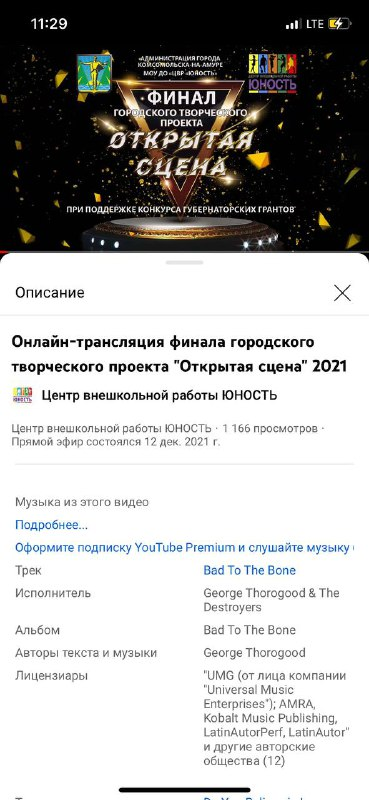 11:29
LTE
АДМИНИСТРАЦИЯ ГОРОДА
КОМСОМОЛЬСКА-НА-АМУРЕ
МОУ ДО «ЦВР «ЮНОСТЬ»
ЮНОСТЬ
ФИНАЛ
ГОРОДСКОГО ТВОРЧЕСКОГО
ПРОЕКТА
ОТКРЫТАЯ
СЦЕНА
ПРИ ПОДДЕРЖКЕ КОНКУРСА ГУБЕРНАТОРСКИХ ГРАНТОВ
Описание
Онлайн-трансляция финала городского
творческого проекта "Открытая сцена" 2021
Центр внешкольной работы ЮНОСТЬ
Центр внешкольной работы ЮНОСТЬ · 1 166 просмотров ·
Прямой эфир состоялся 12 дек. 2021 г.
Музыка из этого видео
Подробнее...
Оформите подписку YouTube Premium и слушайте музыку
Трек Bad To The Bone
Исполнитель George Thorogood & The
Destroyers
Альбом Bad To The Bone
Авторы текста и музыки George Thorogood
Лицензиары "UMG (от лица компании
"Universal Music
Enterprises"); AMRA,
Kobalt Music Publishing,
LatinAutorPerf, LatinAutor"
и другие авторские
общества (12)